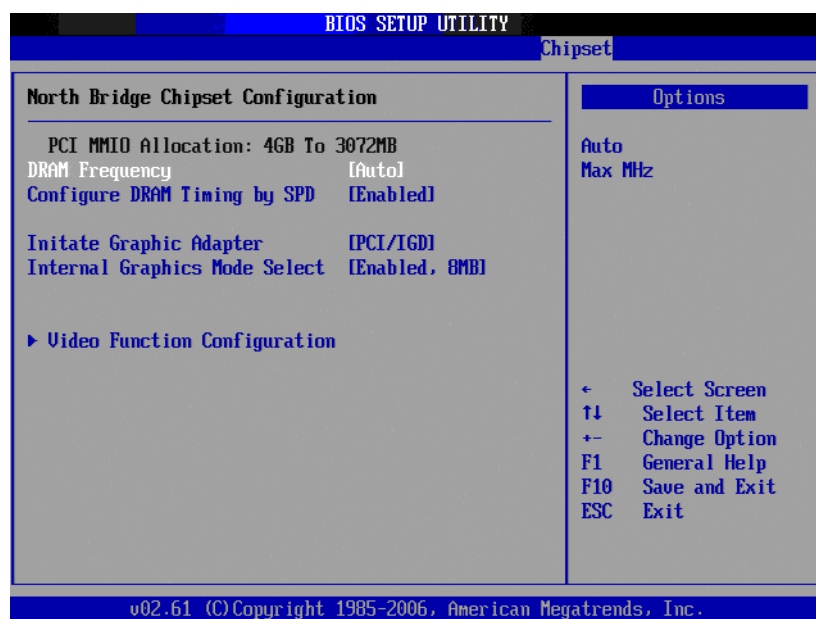 BIOS SETUP UTILITY
Chipset
North Bridge Chipset Configuration
PCI MMIO Allocation: 4GB To 3072MB
DRAM Frequency [Auto]
Configure DRAM Timing by SPD [Enabled]
Initate Graphic Adapter [PCI/IGD]
Internal Graphics Mode Select [Enabled, 8MB]
▶ Video Function Configuration
Options
Auto
Max MHz
← Select Screen
↑↓ Select Item
+- Change Option
F1 General Help
F10 Save and Exit
ESC Exit
v02.61 (C)Copyright 1985-2006, American Megatrends, Inc.